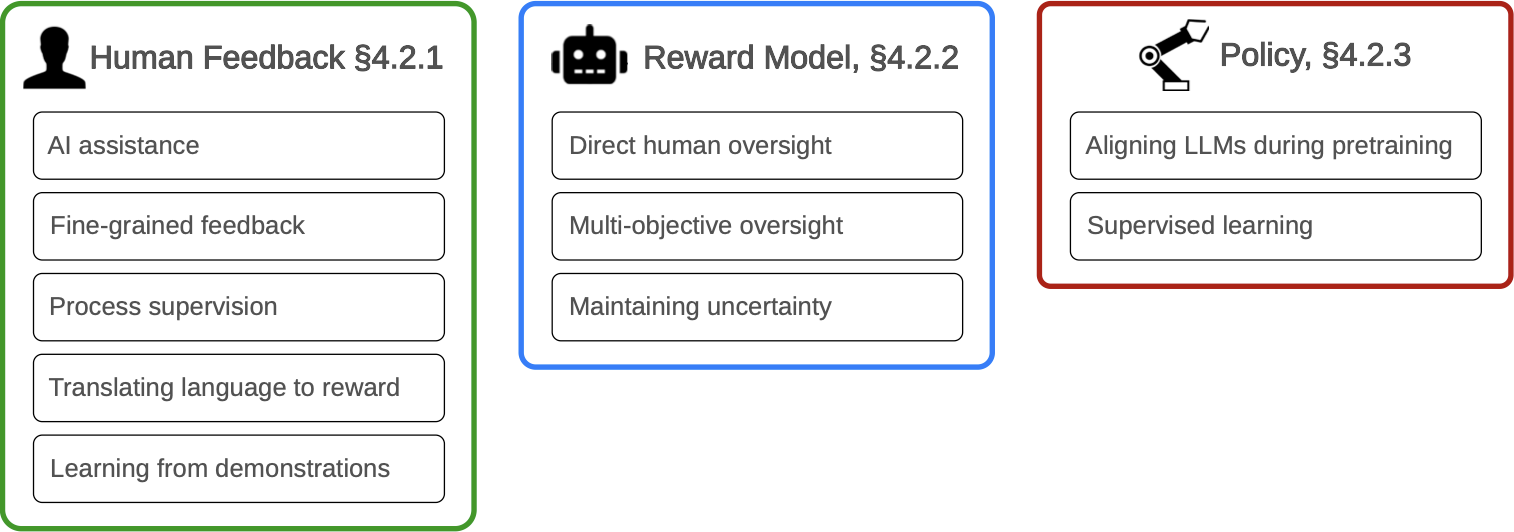 Human Feedback §4.2.1
AI assistance
Fine-grained feedback
Process supervision
Translating language to reward
Learning from demonstrations
Reward Model, §4.2.2
Direct human oversight
Multi-objective oversight
Maintaining uncertainty
Policy, §4.2.3
Aligning LLMs during pretraining
Supervised learning